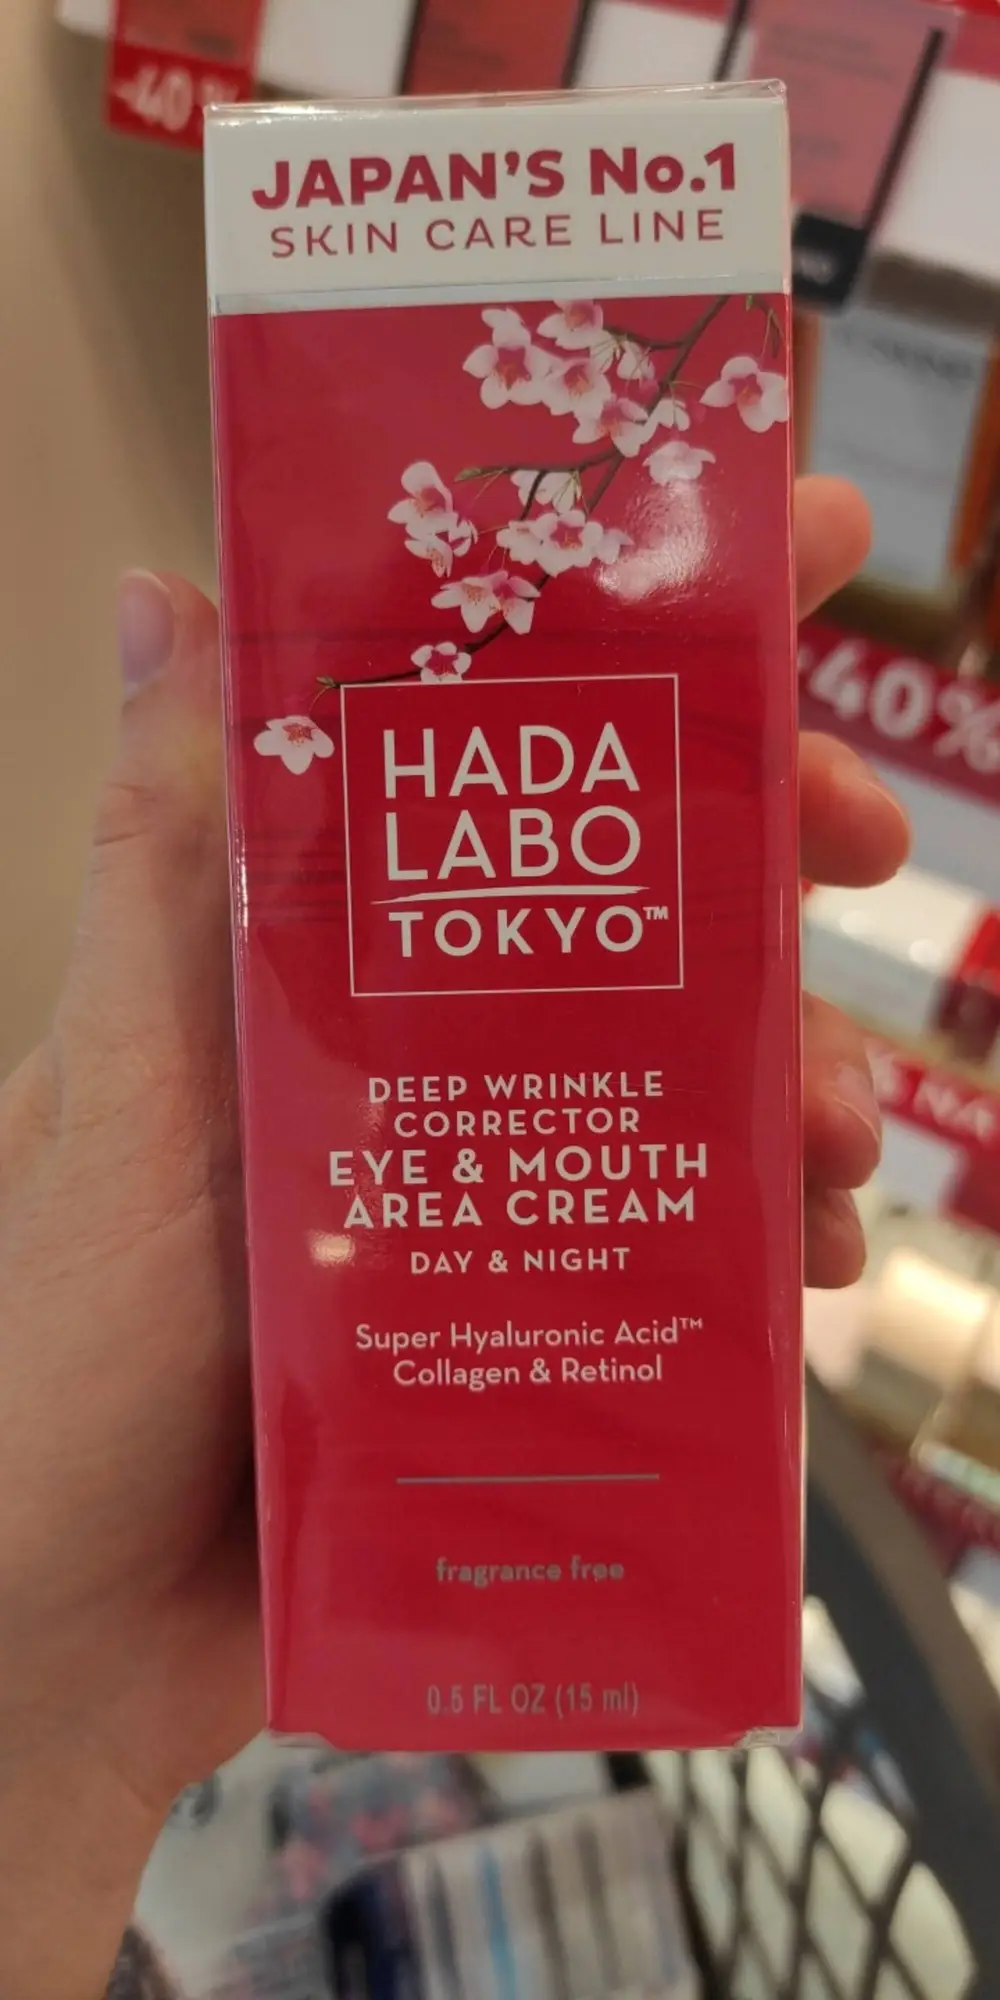 -40%
JAPAN'S No.1
SKIN CARE LINE
HADA
LABO
TOKYO™
-40%
DEEP WRINKLE
CORRECTOR
EYE & MOUTH
AREA CREAM
DAY & NIGHT
Super Hyaluronic Acid™
Collagen & Retinol
fragrance free
0.5 FL OZ (15 ml)